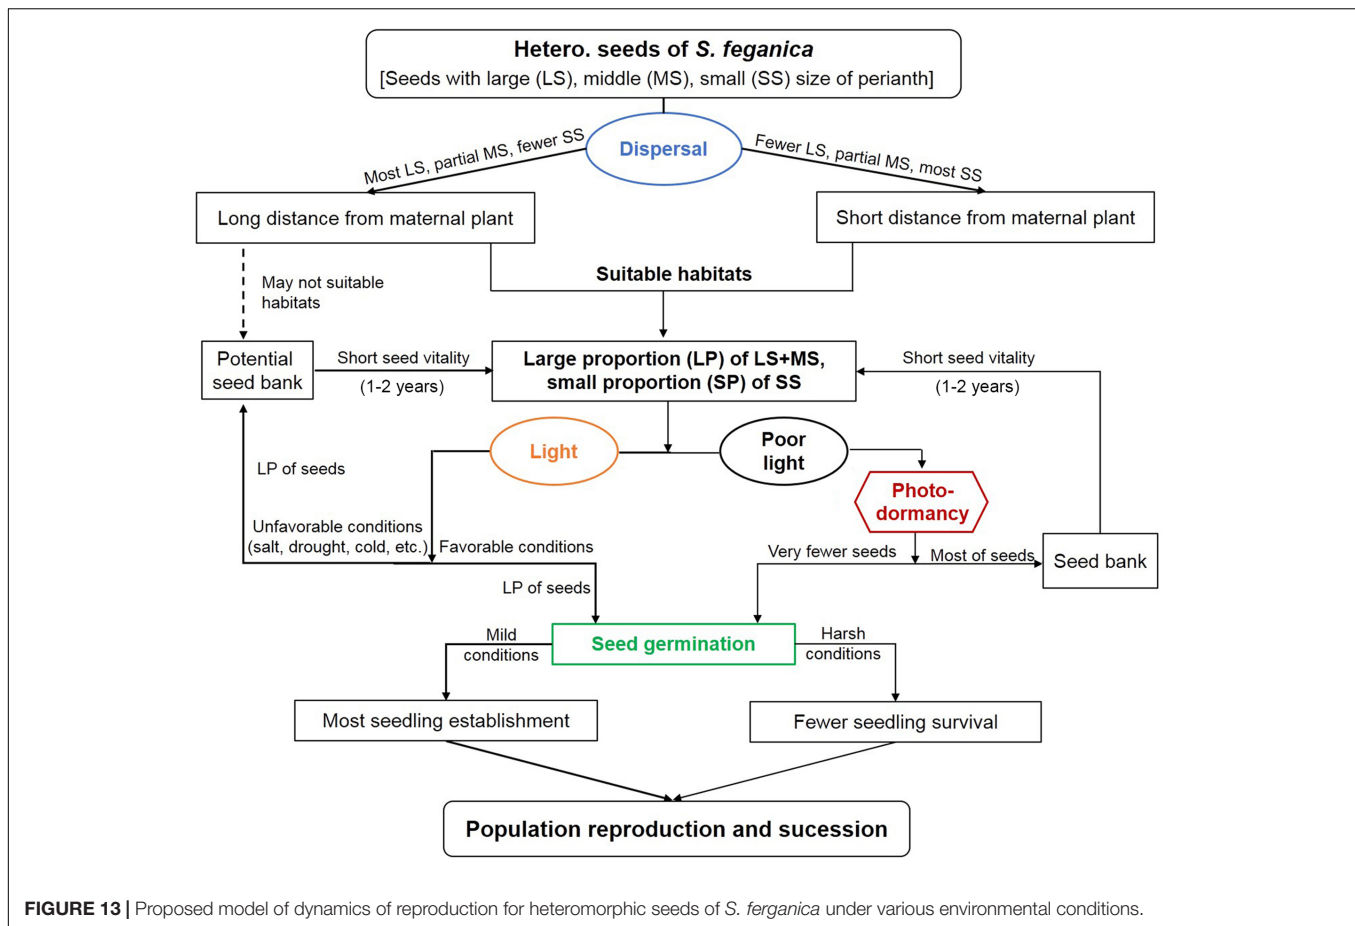 Hetero. seeds of S. feganica
[Seeds with large (LS), middle (MS), small (SS) size of perianth]
Dispersal
Most LS, partial MS, fewer SS
Fewer LS, partial MS, most SS
Long distance from maternal plant
Short distance from maternal plant
Suitable habitats
May not suitable
habitats
Potential
seed bank
Short seed vitality
(1-2 years)
Large proportion (LP) of LS+MS,
small proportion (SP) of SS
Short seed vitality
(1-2 years)
Light
Poor
light
LP of seeds
Photo-
dormancy
Unfavorable conditions
(salt, drought, cold, etc.)
Favorable conditions
Very fewer seeds
Most of seeds
Seed bank
LP of seeds
Mild
conditions
Seed germination
Harsh
conditions
Most seedling establishment
Fewer seedling survival
Population reproduction and sucession
FIGURE 13 | Proposed model of dynamics of reproduction for heteromorphic seeds of S. ferganica under various environmental conditions.